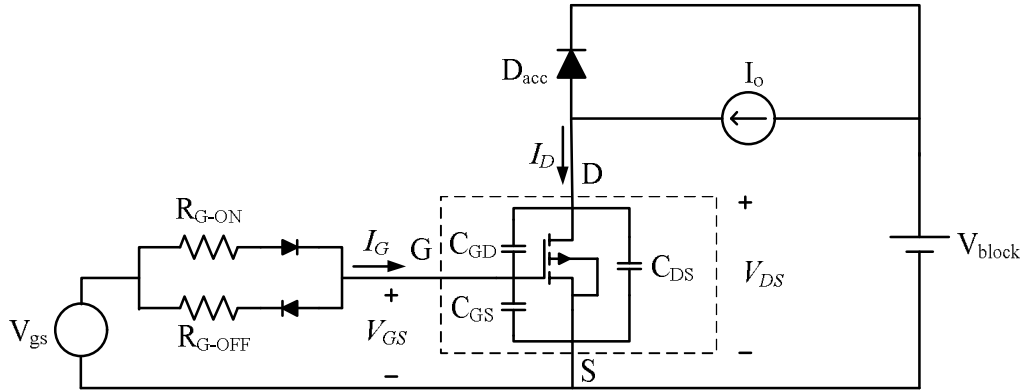 D_acc
I_o
I_D
D
R_G-ON
I_G
G
C_GD
+
C_DS
V_DS
V_block
V_gs
R_G-OFF
+
V_GS
−
C_GS
−
S